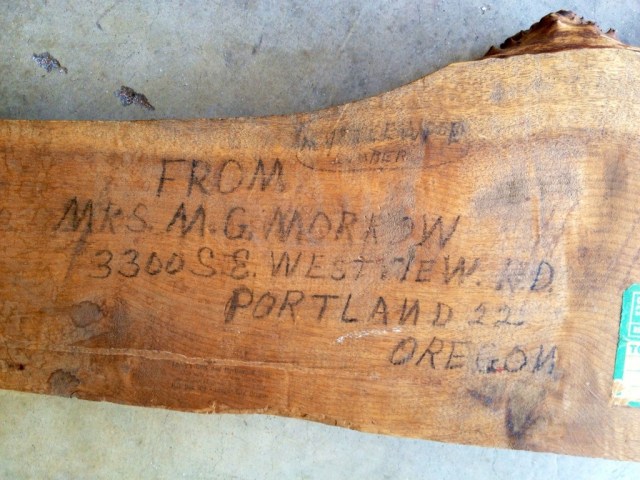 FROM
MRS. M. G. MORROW
3300 S.E. WESTVIEW. RD
PORTLAND 22
OREGON